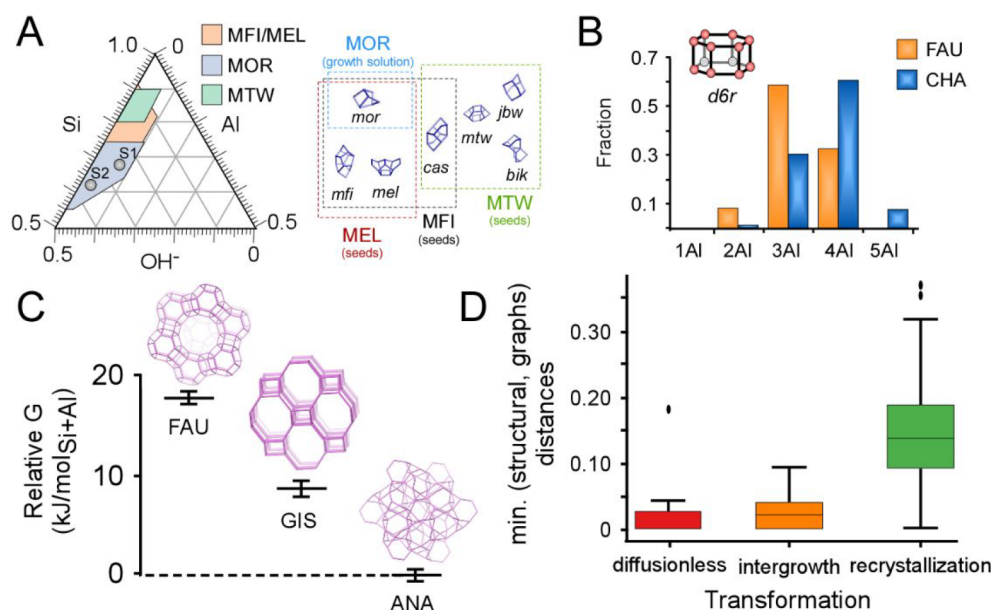 A
MFI/MEL
MOR
MTW
1.0
0
Si
Al
S1
S2
0.5
0.5
0.5
OH⁻
0
MOR
(growth solution)
mor
mfi
mel
cas
mtw
jbw
bik
MEL
(seeds)
MFI
(seeds)
MTW
(seeds)
B
d6r
FAU
CHA
Fraction
0.7
0.5
0.3
0.1
1Al
2Al
3Al
4Al
5Al
C
Relative G
(kJ/molSi+Al)
20
10
0
FAU
GIS
ANA
D
min. (structural, graphs)
distances
0.30
0.20
0.10
0
diffusionless
intergrowth
recrystallization
Transformation